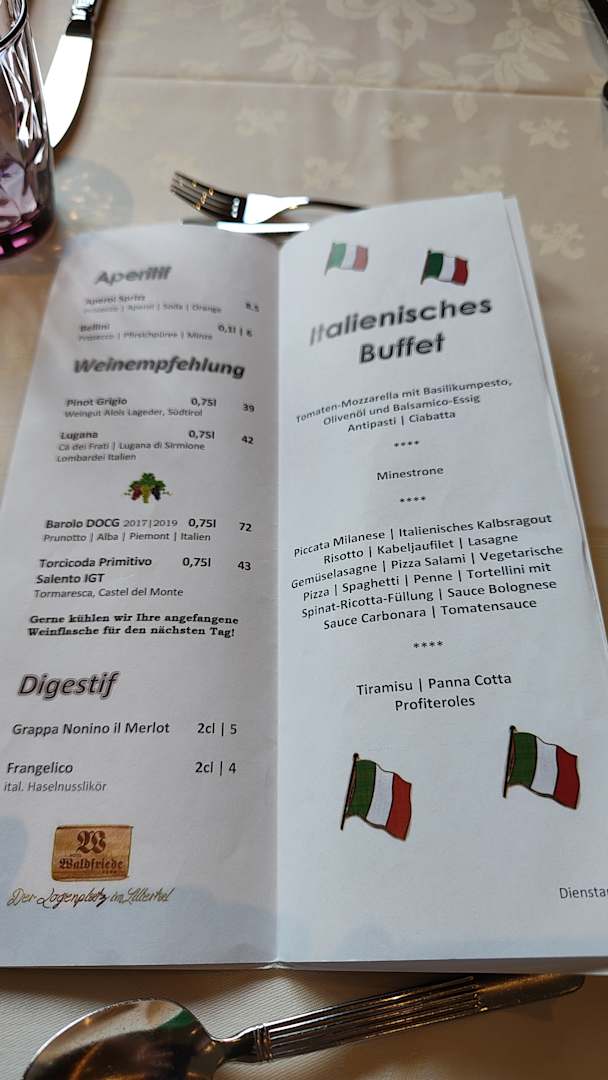 Aperitif
Aperol Spritz 8.5
Prosecco | Aperol | Soda | Orange
Bellini 0,1l | 6
Prosecco | Pfirsichpüree | Minze
Weinempfehlung
Pinot Grigio 0,75l 39
Weingut Alois Lageder, Südtirol
Lugana 0,75l 42
Cà dei Frati | Lugana di Sirmione
Lombardei Italien
Barolo DOCG 2017|2019 0,75l 72
Prunotto | Alba | Piemont | Italien
Torcicoda Primitivo 0,75l 43
Salento IGT
Tormaresca, Castel del Monte
Gerne kühlen wir Ihre angefangene
Weinflasche für den nächsten Tag!
Digestif
Grappa Nonino il Merlot 2cl | 5
Frangelico 2cl | 4
ital. Haselnusslikör
W
Waldfriede
Der Logenplatz im Zillertal
Italienisches
Buffet
Tomaten-Mozzarella mit Basilikumpesto,
Olivenöl und Balsamico-Essig
Antipasti | Ciabatta
****
Minestrone
****
Piccata Milanese | Italienisches Kalbsragout
Risotto | Kabeljaufilet | Lasagne
Gemüselasagne | Pizza Salami | Vegetarische
Pizza | Spaghetti | Penne | Tortellini mit
Spinat-Ricotta-Füllung | Sauce Bolognese
Sauce Carbonara | Tomatensauce
****
Tiramisu | Panna Cotta
Profiteroles
Dienstag